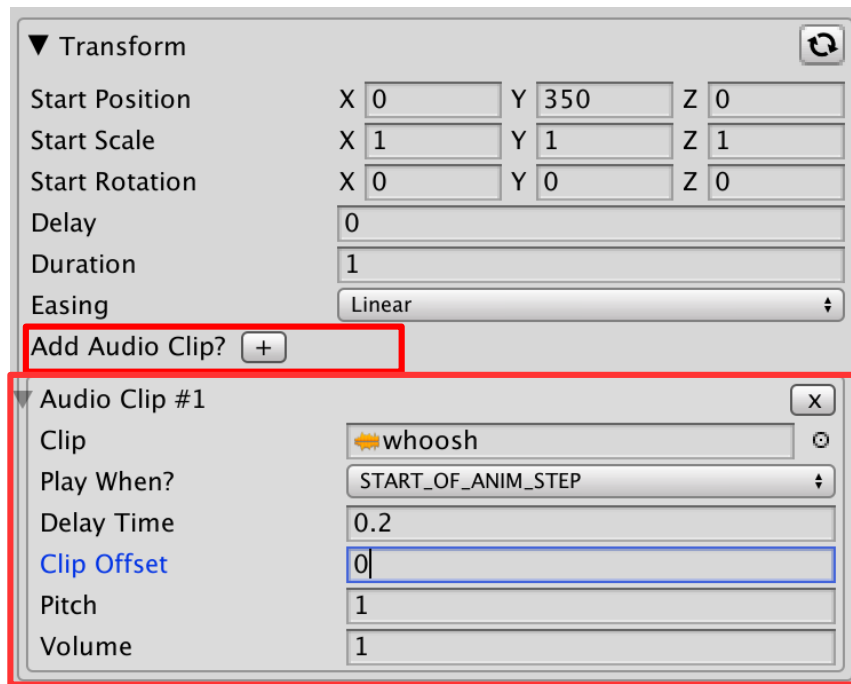 ▼ Transform
Start Position X 0 Y 350 Z 0
Start Scale X 1 Y 1 Z 1
Start Rotation X 0 Y 0 Z 0
Delay 0
Duration 1
Easing Linear
Add Audio Clip? +
▼ Audio Clip #1 x
Clip whoosh
Play When? START_OF_ANIM_STEP
Delay Time 0.2
Clip Offset 0
Pitch 1
Volume 1